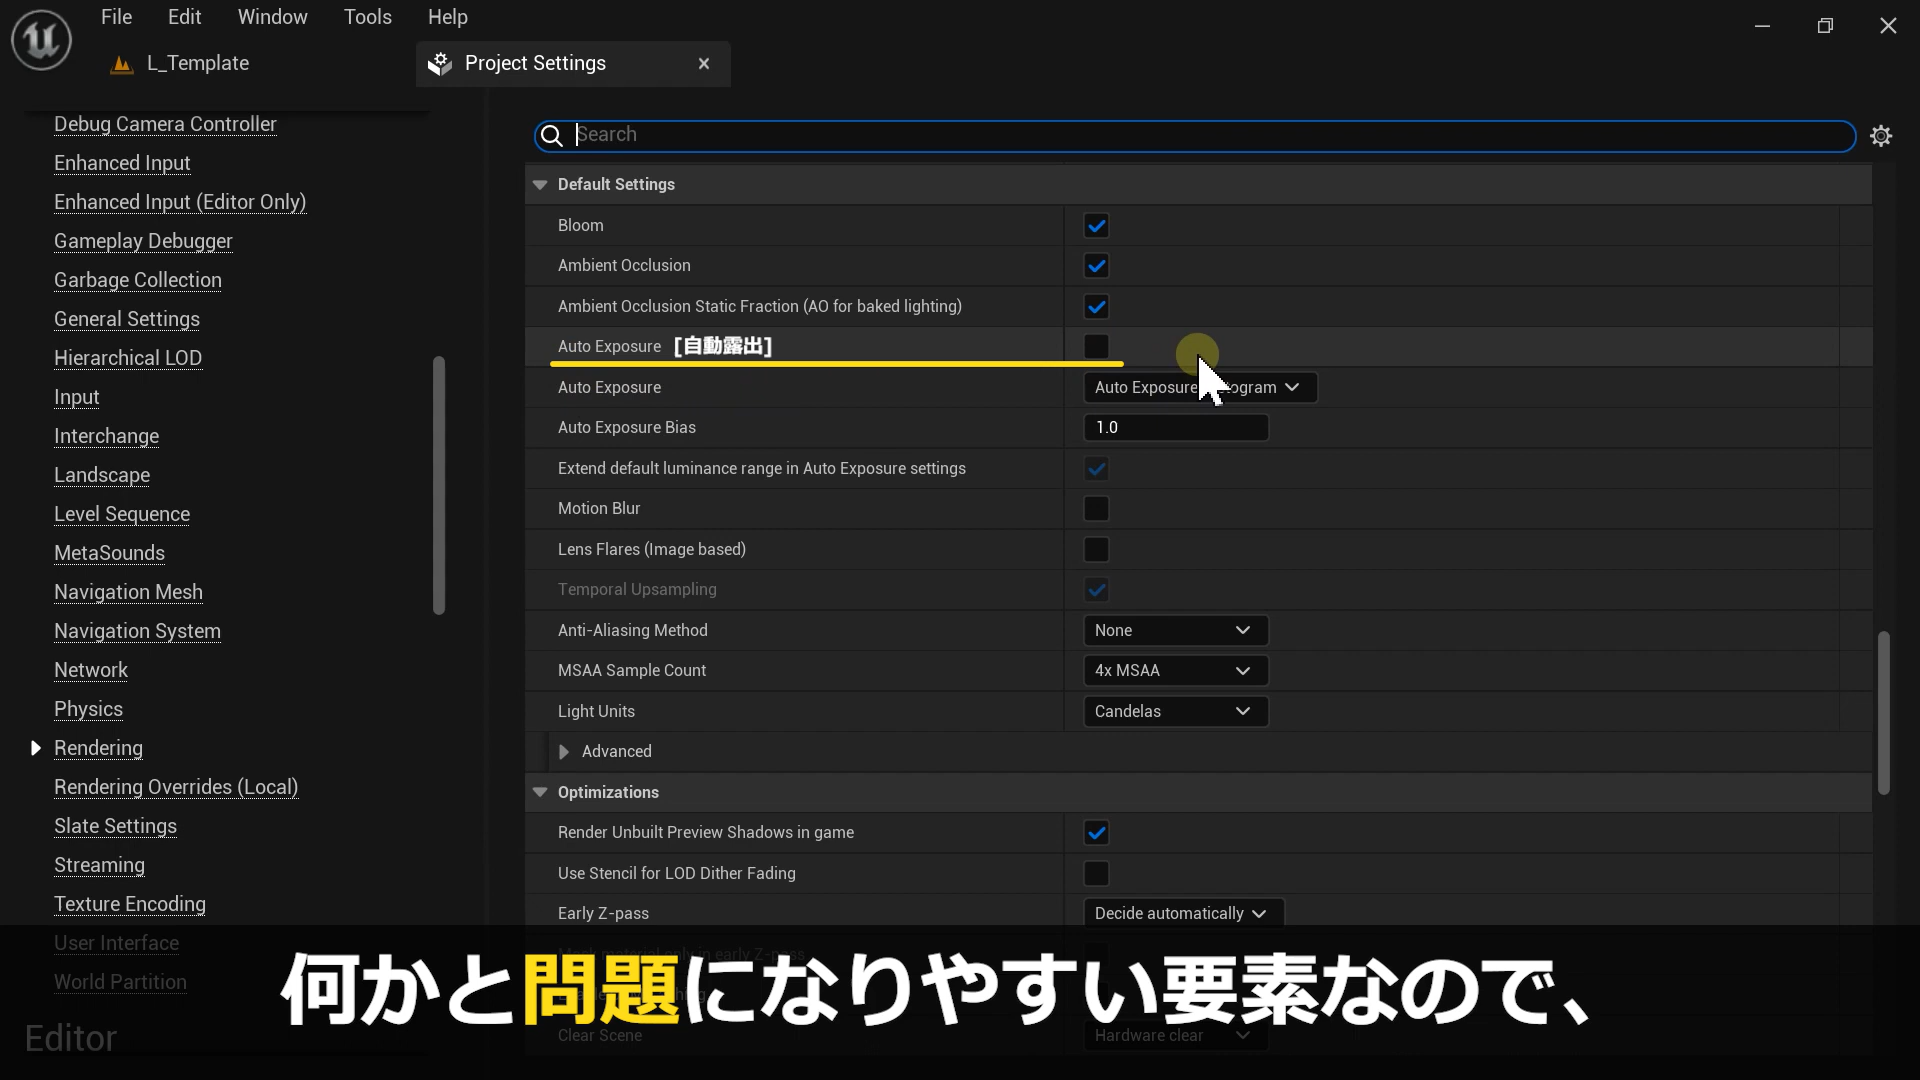 File Edit Window Tools Help
L_Template
Project Settings
Debug Camera Controller
Enhanced Input
Enhanced Input (Editor Only)
Gameplay Debugger
Garbage Collection
General Settings
Hierarchical LOD
Input
Interchange
Landscape
Level Sequence
MetaSounds
Navigation Mesh
Navigation System
Network
Physics
Rendering
Rendering Overrides (Local)
Slate Settings
Streaming
Texture Encoding
User Interface
World Partition
Editor
Search
Default Settings
Bloom
Ambient Occlusion
Ambient Occlusion Static Fraction (AO for baked lighting)
Auto Exposure [自動露出]
Auto Exposure Auto Exposure
Auto Exposure Bias 1.0
Extend default luminance range in Auto Exposure settings
Motion Blur
Lens Flares (Image based)
Temporal Upsampling
Anti-Aliasing Method None
MSAA Sample Count 4x MSAA
Light Units Candelas
Advanced
Optimizations
Render Unbuilt Preview Shadows in game
Use Stencil for LOD Dither Fading
Early Z-pass Decide automatically
Clear Scene Hardware clear
何かと問題になりやすい要素なので、